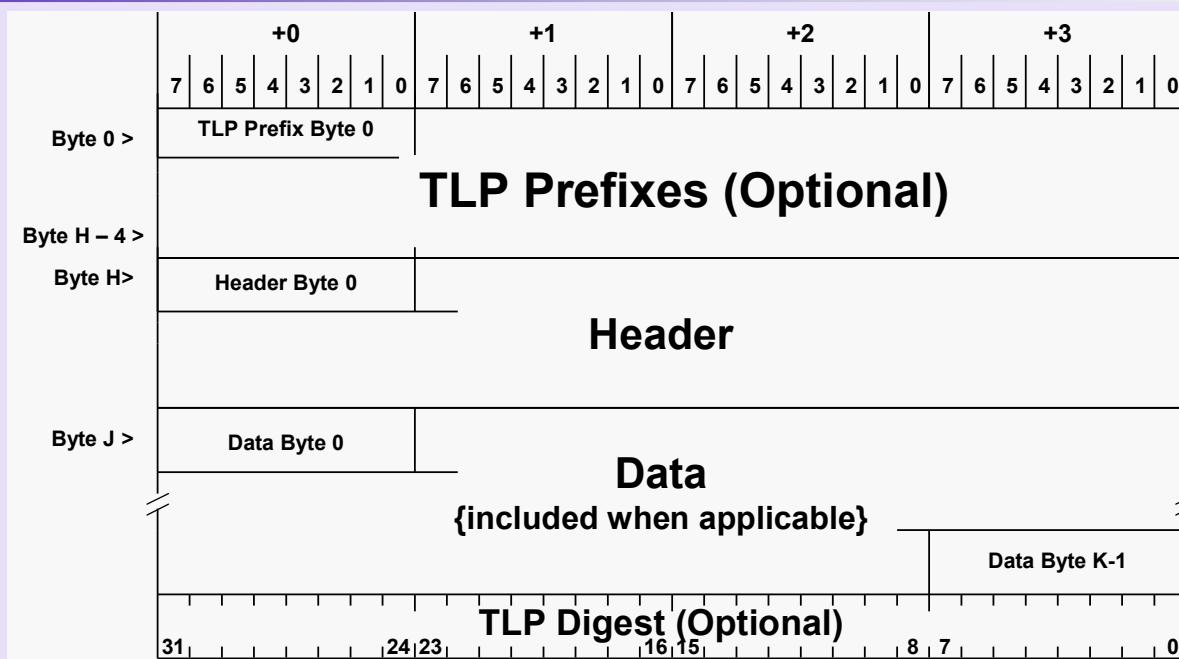 +0 +1 +2 +3
7 6 5 4 3 2 1 0 7 6 5 4 3 2 1 0 7 6 5 4 3 2 1 0 7 6 5 4 3 2 1 0
Byte 0 > TLP Prefix Byte 0
TLP Prefixes (Optional)
Byte H – 4 >
Byte H> Header Byte 0
Header
Byte J > Data Byte 0
Data
{included when applicable}
Data Byte K-1
TLP Digest (Optional)
31 24 23 16 15 8 7 0